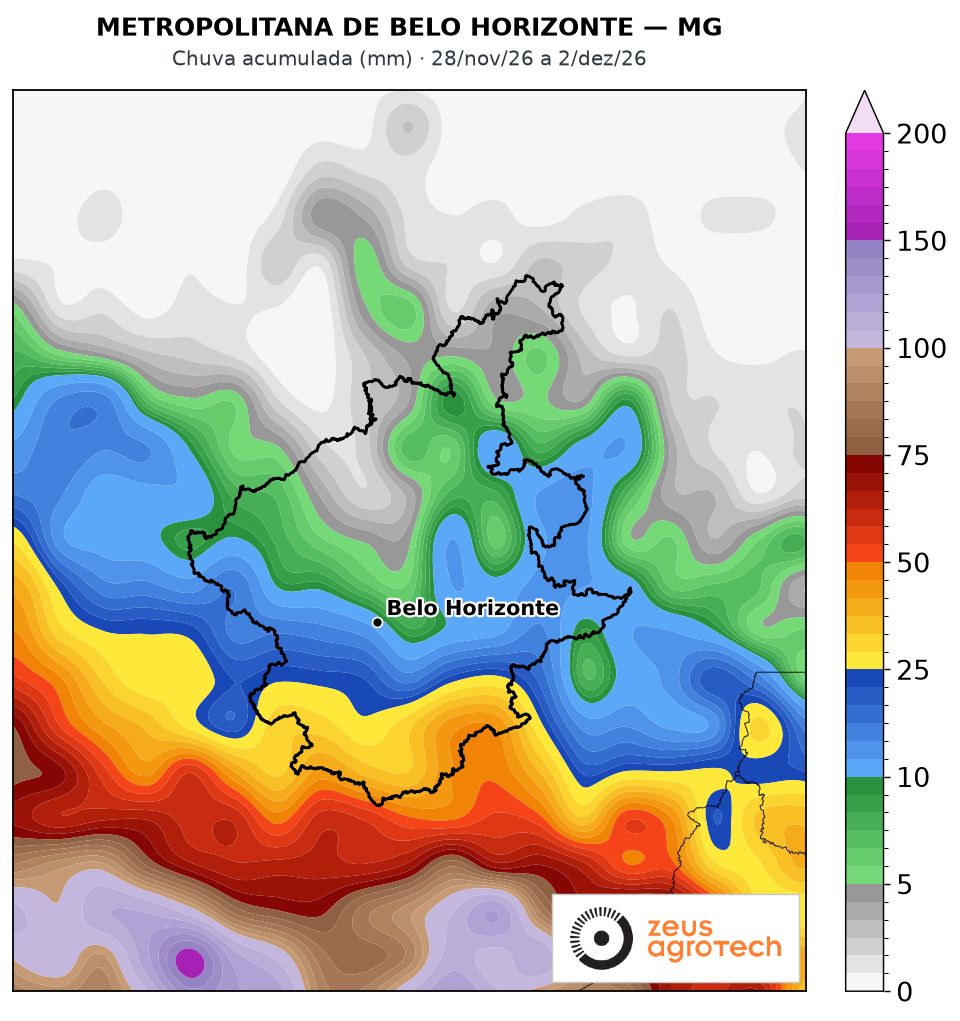 METROPOLITANA DE BELO HORIZONTE — MG
Chuva acumulada (mm) · 28/nov/26 a 2/dez/26
200
150
100
75
50
25
10
5
0
Belo Horizonte
zeus
agrotech